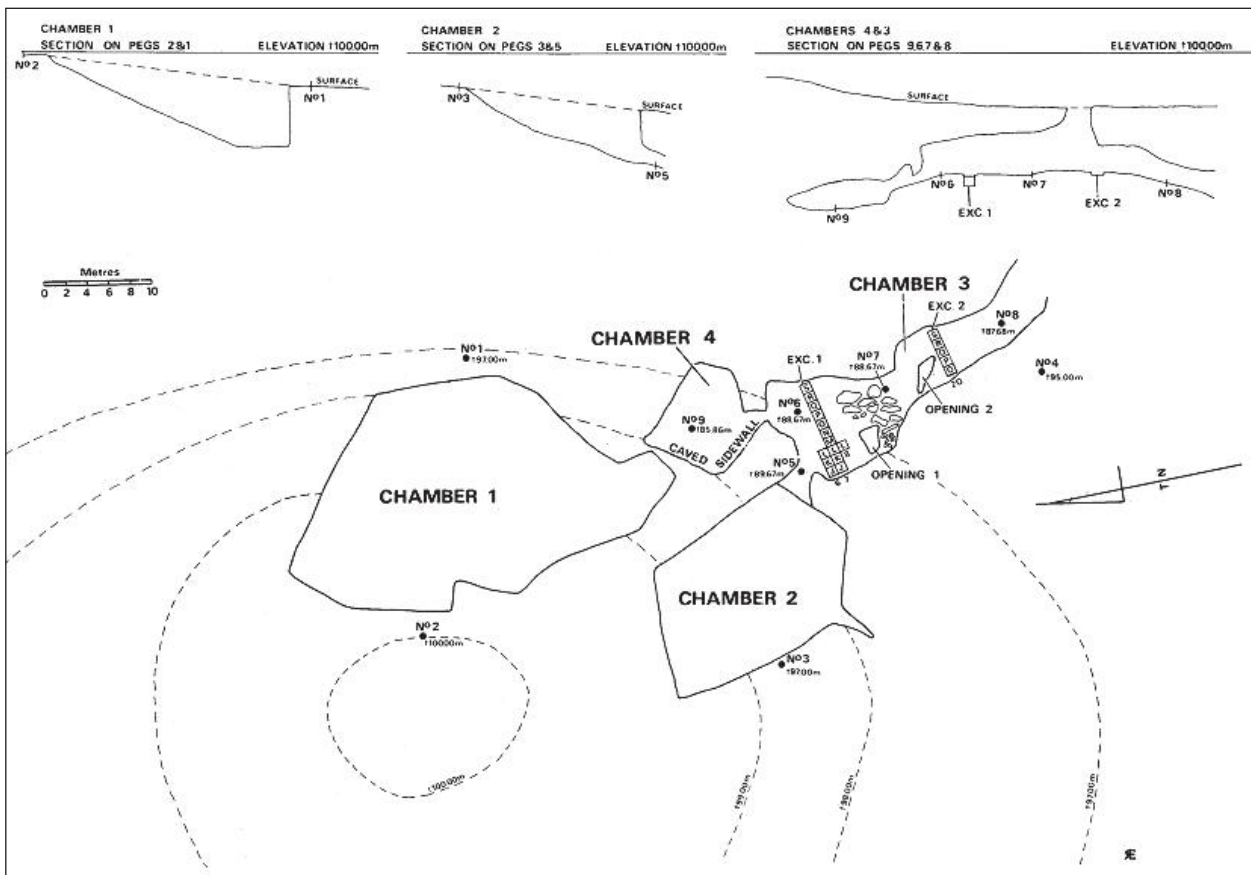 CHAMBER 1
SECTION ON PEGS 2&1 ELEVATION ↑100,00m
Nº2
SURFACE
Nº1
CHAMBER 2
SECTION ON PEGS 3&5 ELEVATION ↑100,00m
Nº3
SURFACE
Nº5
CHAMBERS 4&3
SECTION ON PEGS 9,6,7 & 8 ELEVATION ↑100,00m
SURFACE
Nº6
Nº7
Nº8
EXC. 1
EXC 2
Nº9
Metres
0 2 4 6 8 10
CHAMBER 3
EXC. 2
Nº8
↑87,68m
CHAMBER 4
Nº1
↑97,00m
EXC. 1
Nº7
↑88,67m
Nº4
↑95,00m
Nº6
↑88,67m
OPENING 2
Nº9
↑85,86m
CAVED SIDEWALL
Nº5
↑89,67m
OPENING 1
CHAMBER 1
T N
CHAMBER 2
Nº2
↑100,00m
Nº3
↑97,00m
↑100,00m
↑99,00m
↑98,00m
↑97,00m